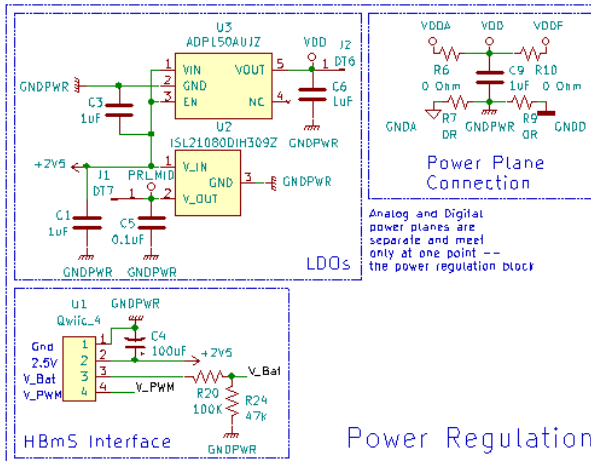 U3
ADPL50AUJZ
VDD
J2
DT6
1
VIN
VOUT
5
1
GNDPWR
2
GND
3
EN
NC
4
C3
1uF
C6
1uF
GNDPWR
U2
ISL21080DIH309Z
+2V5
J1
DT7
PRI_MID
1
V_IN
GND
3
GNDPWR
1
2
V_OUT
C1
1uF
C5
0.1uF
GNDPWR
GNDPWR
LDOs
VDDA
VDD
VDDF
R6
0 Ohm
C9
1uF
R10
0 Ohm
GNDA
R7
0R
GNDPWR
R9
0R
GNDD
Power Plane
Connection
Analog and Digital
power planes are
separate and meet
only at one point --
the power regulation block
U1
Qwiic_4
GNDPWR
Gnd
1
C4
100uF
2.5V
2
+2V5
V_Bat
3
V_Bat
V_PWM
4
V_PWM
R20
100K
R24
47K
GNDPWR
HBmS Interface
Power Regulation